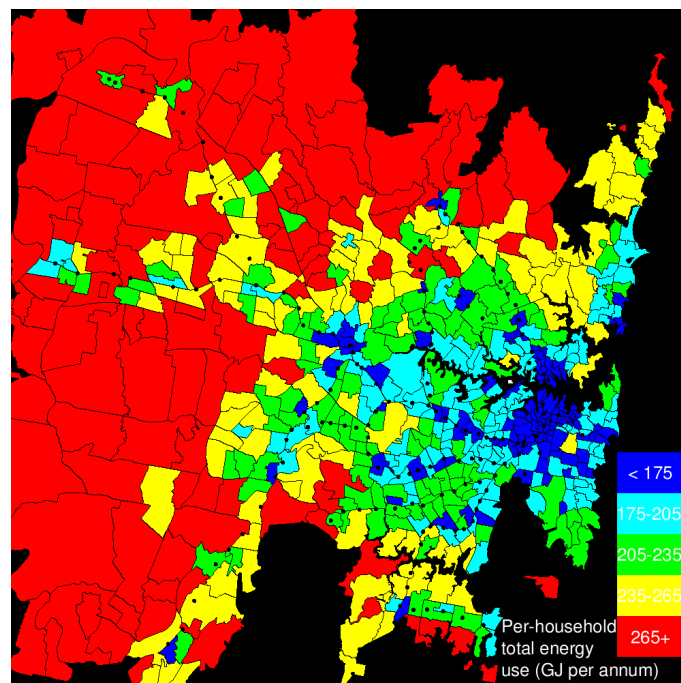 < 175
175-205
205-235
235-265
265+
Per-household
total energy
use (GJ per annum)